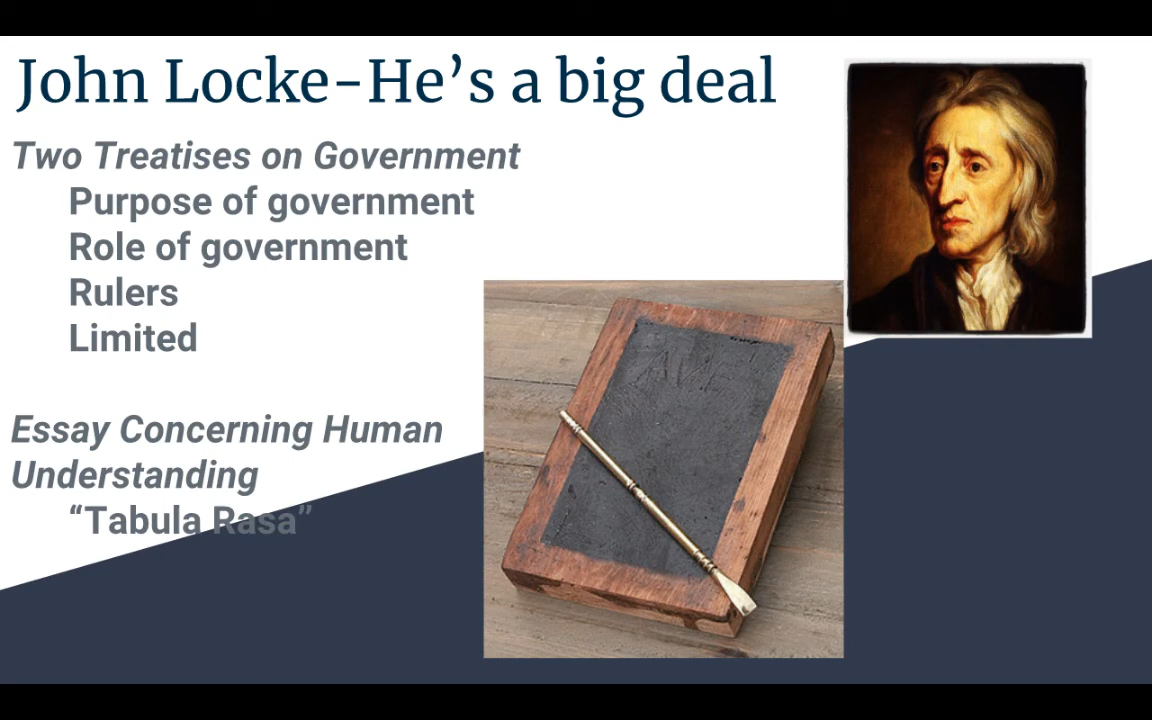 John Locke-He's a big deal
Two Treatises on Government
Purpose of government
Role of government
Rulers
Limited
Essay Concerning Human
Understanding
“Tabula Rasa”
AVE